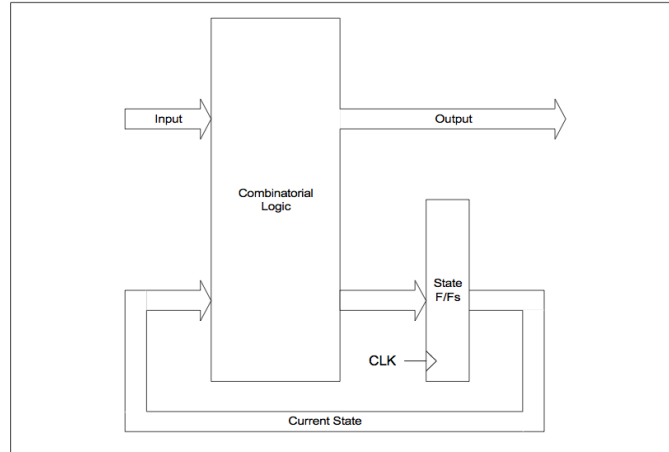 Input
Output
Combinatorial
Logic
State
F/Fs
CLK
Current State